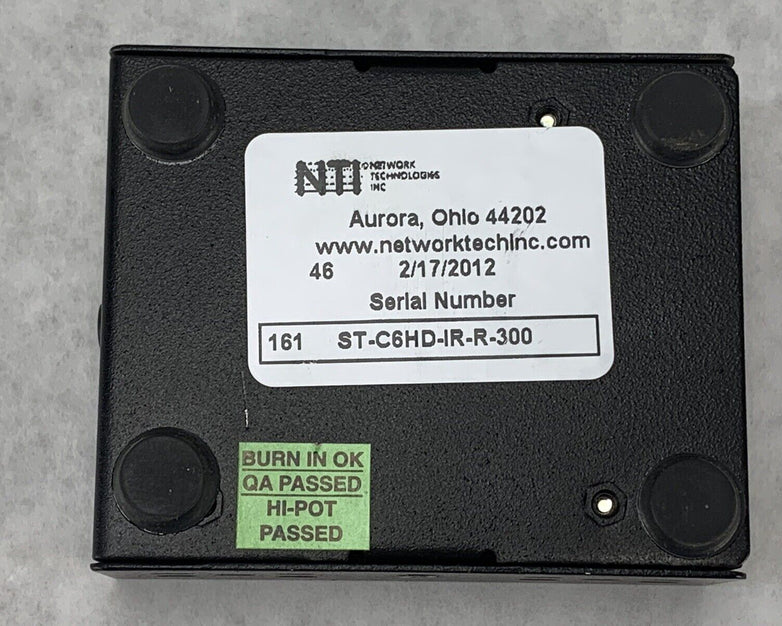 NTI NETWORK
TECHNOLOGIES
INC
Aurora, Ohio 44202
www.networktechinc.com
46 2/17/2012
Serial Number
161 ST-C6HD-IR-R-300
BURN IN OK
QA PASSED
HI-POT
PASSED